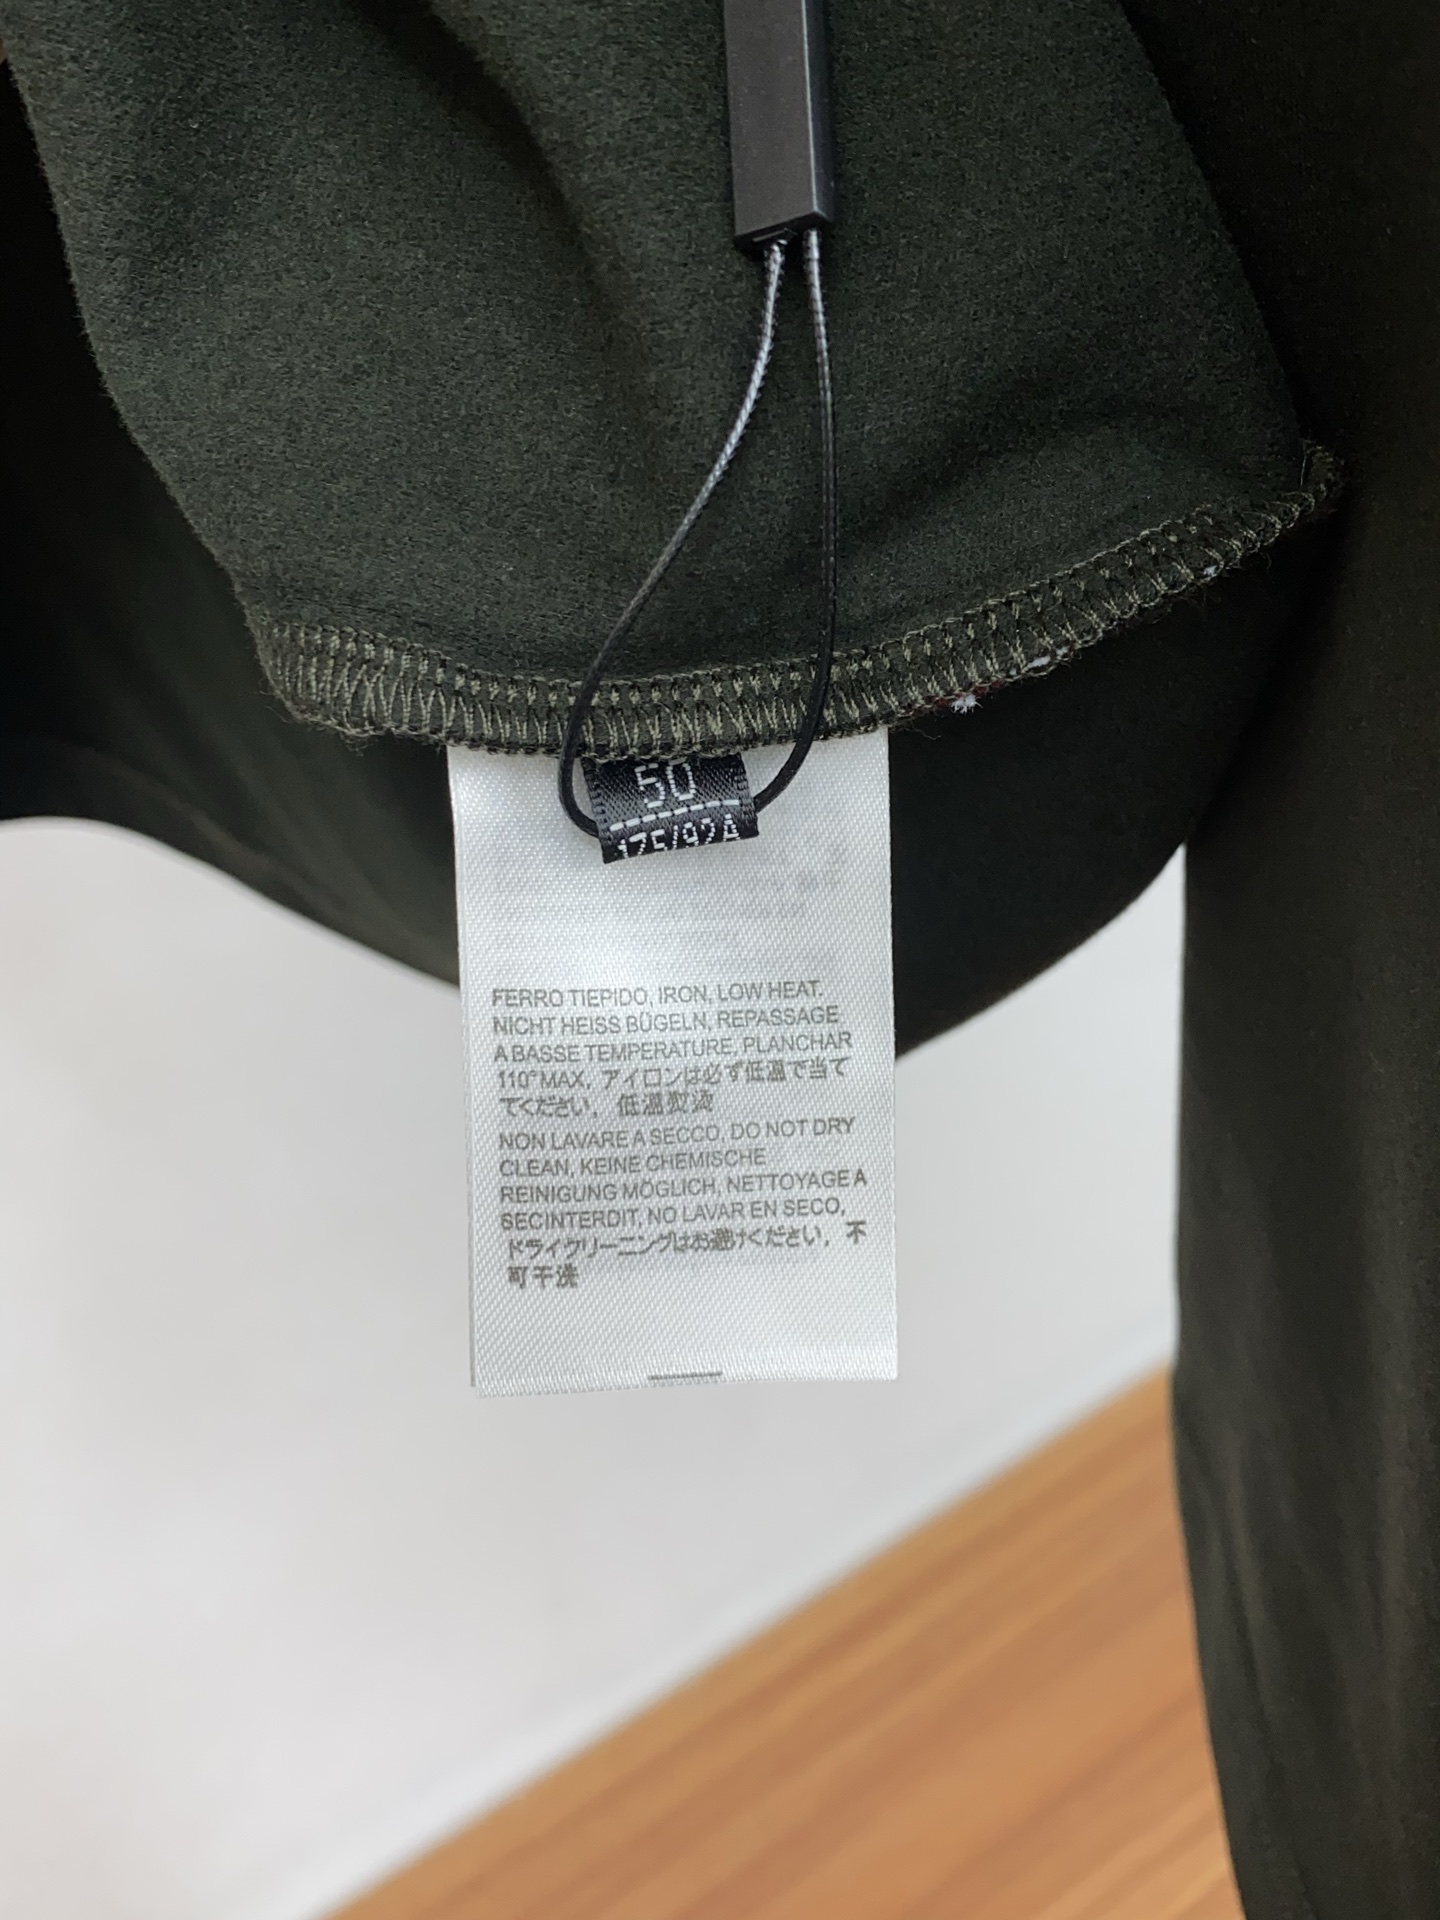 50
175/92A
FERRO TIEPIDO, IRON, LOW HEAT.
NICHT HEISS BÜGELN, REPASSAGE
A BASSE TEMPERATURE, PLANCHAR
110°MAX, アイロンは必ず低温で当て
てください, 低温熨烫
NON LAVARE A SECCO, DO NOT DRY
CLEAN, KEINE CHEMISCHE
REINIGUNG MÖGLICH, NETTOYAGE A
SECINTERDIT, NO LAVAR EN SECO,
ドライクリーニングはお避けください, 不
可干洗